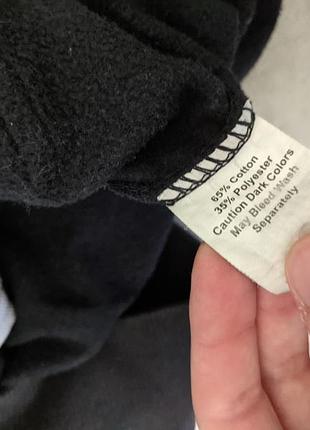 65% Cotton
35% Polyester
Caution Dark Colors
May Bleed Wash
Separately